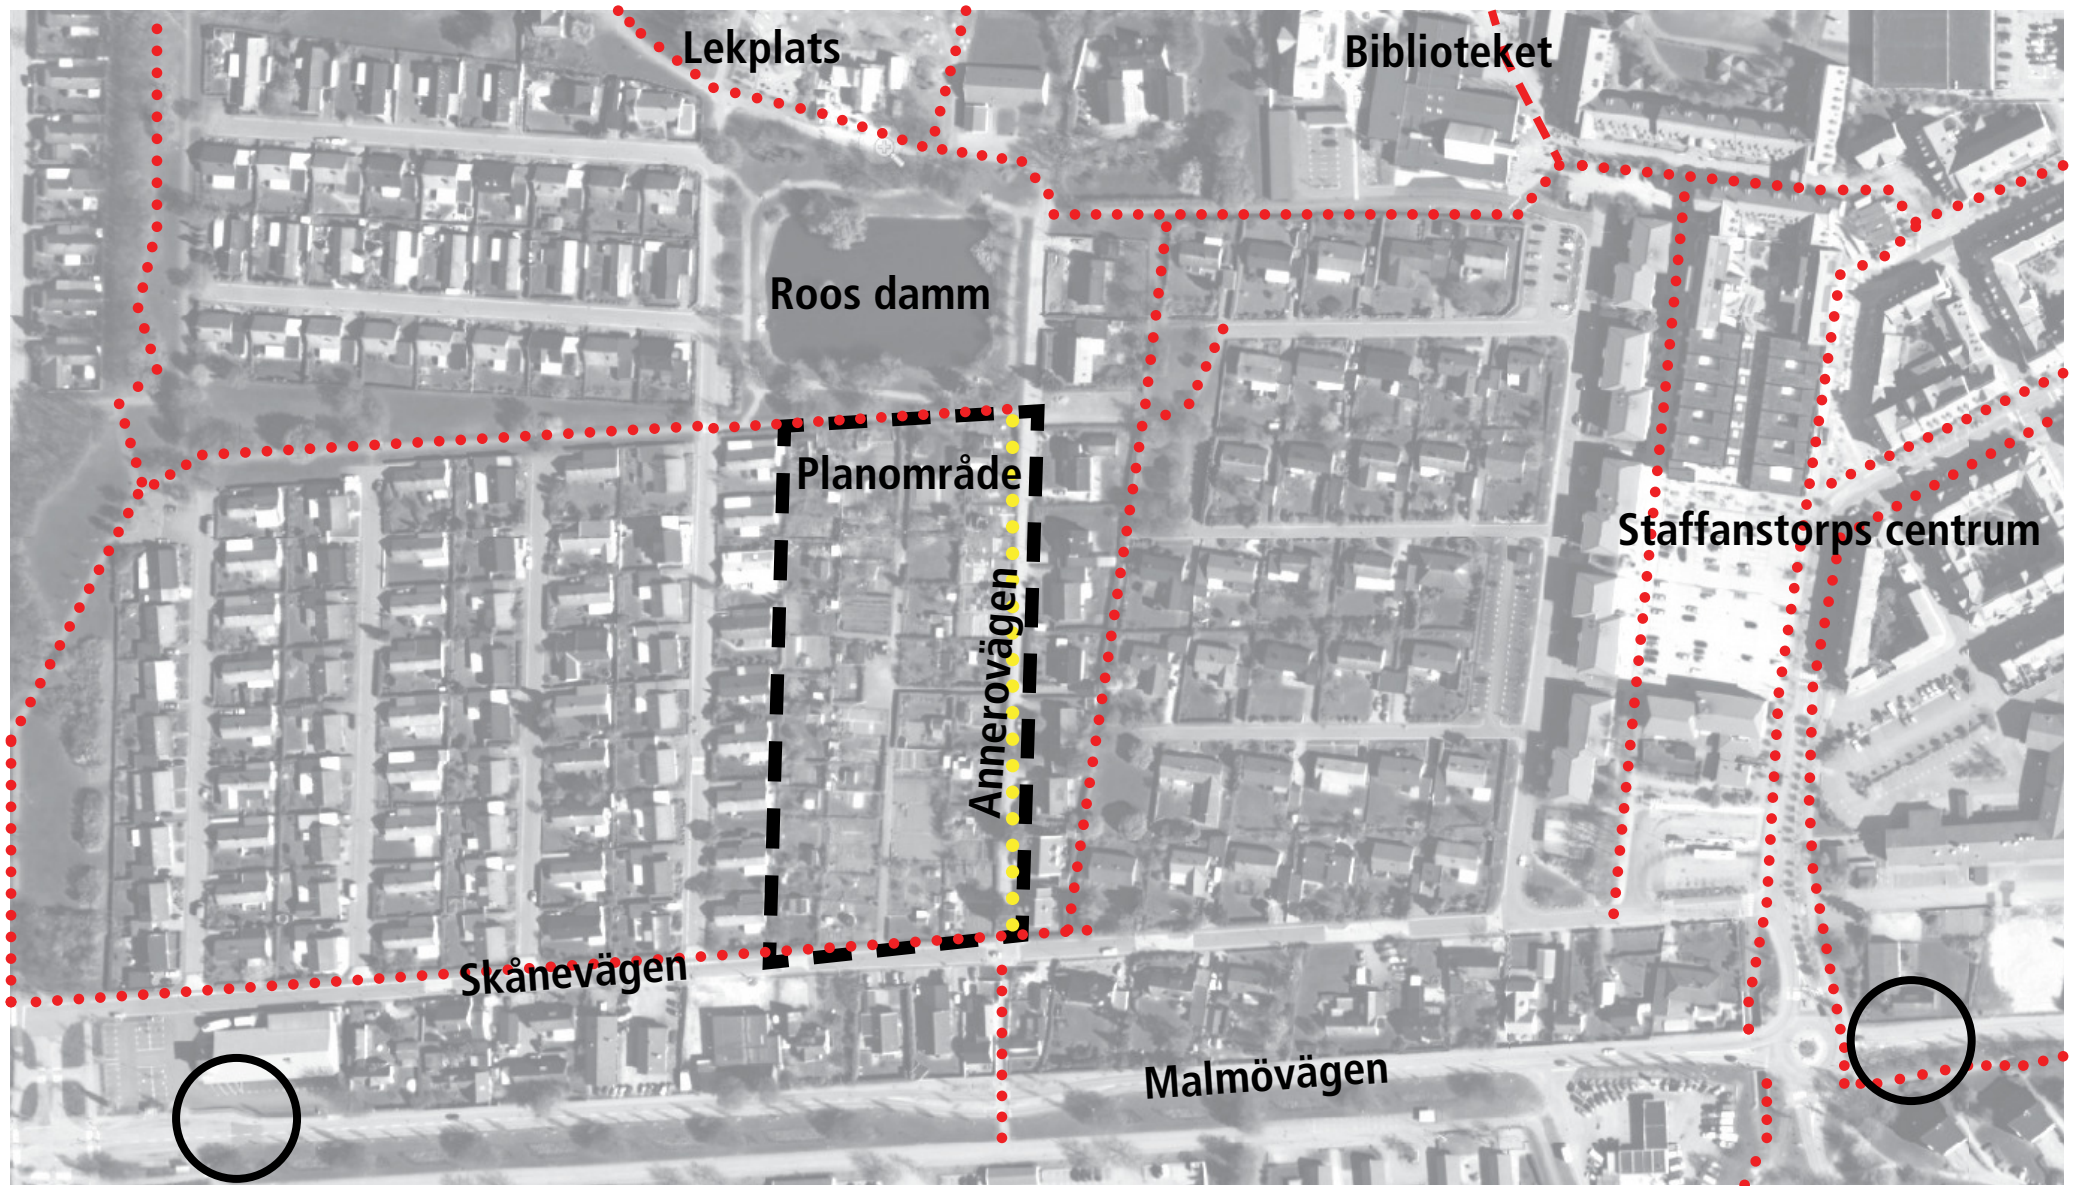 Lekplats
Biblioteket
Roos damm
Planområde
Staffanstorps centrum
Annerovägen
Skånevägen
Malmövägen